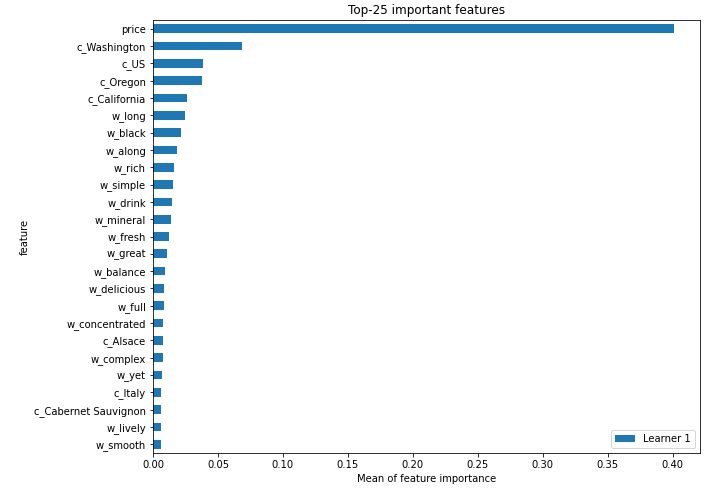 Top-25 important features
price
c_Washington
c_US
c_Oregon
c_California
w_long
w_black
w_along
w_rich
w_simple
w_drink
w_mineral
w_fresh
w_great
w_balance
w_delicious
w_full
w_concentrated
c_Alsace
w_complex
w_yet
c_Italy
c_Cabernet Sauvignon
w_lively
w_smooth
feature
Learner 1
0.00 0.05 0.10 0.15 0.20 0.25 0.30 0.35 0.40
Mean of feature importance